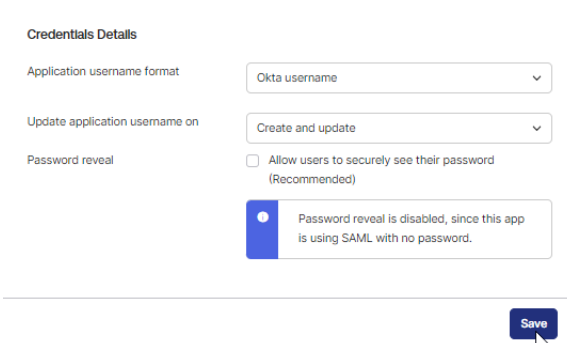 Credentials Details
Application username format
Okta username
Update application username on
Create and update
Password reveal
Allow users to securely see their password
(Recommended)
Password reveal is disabled, since this app
is using SAML with no password.
Save